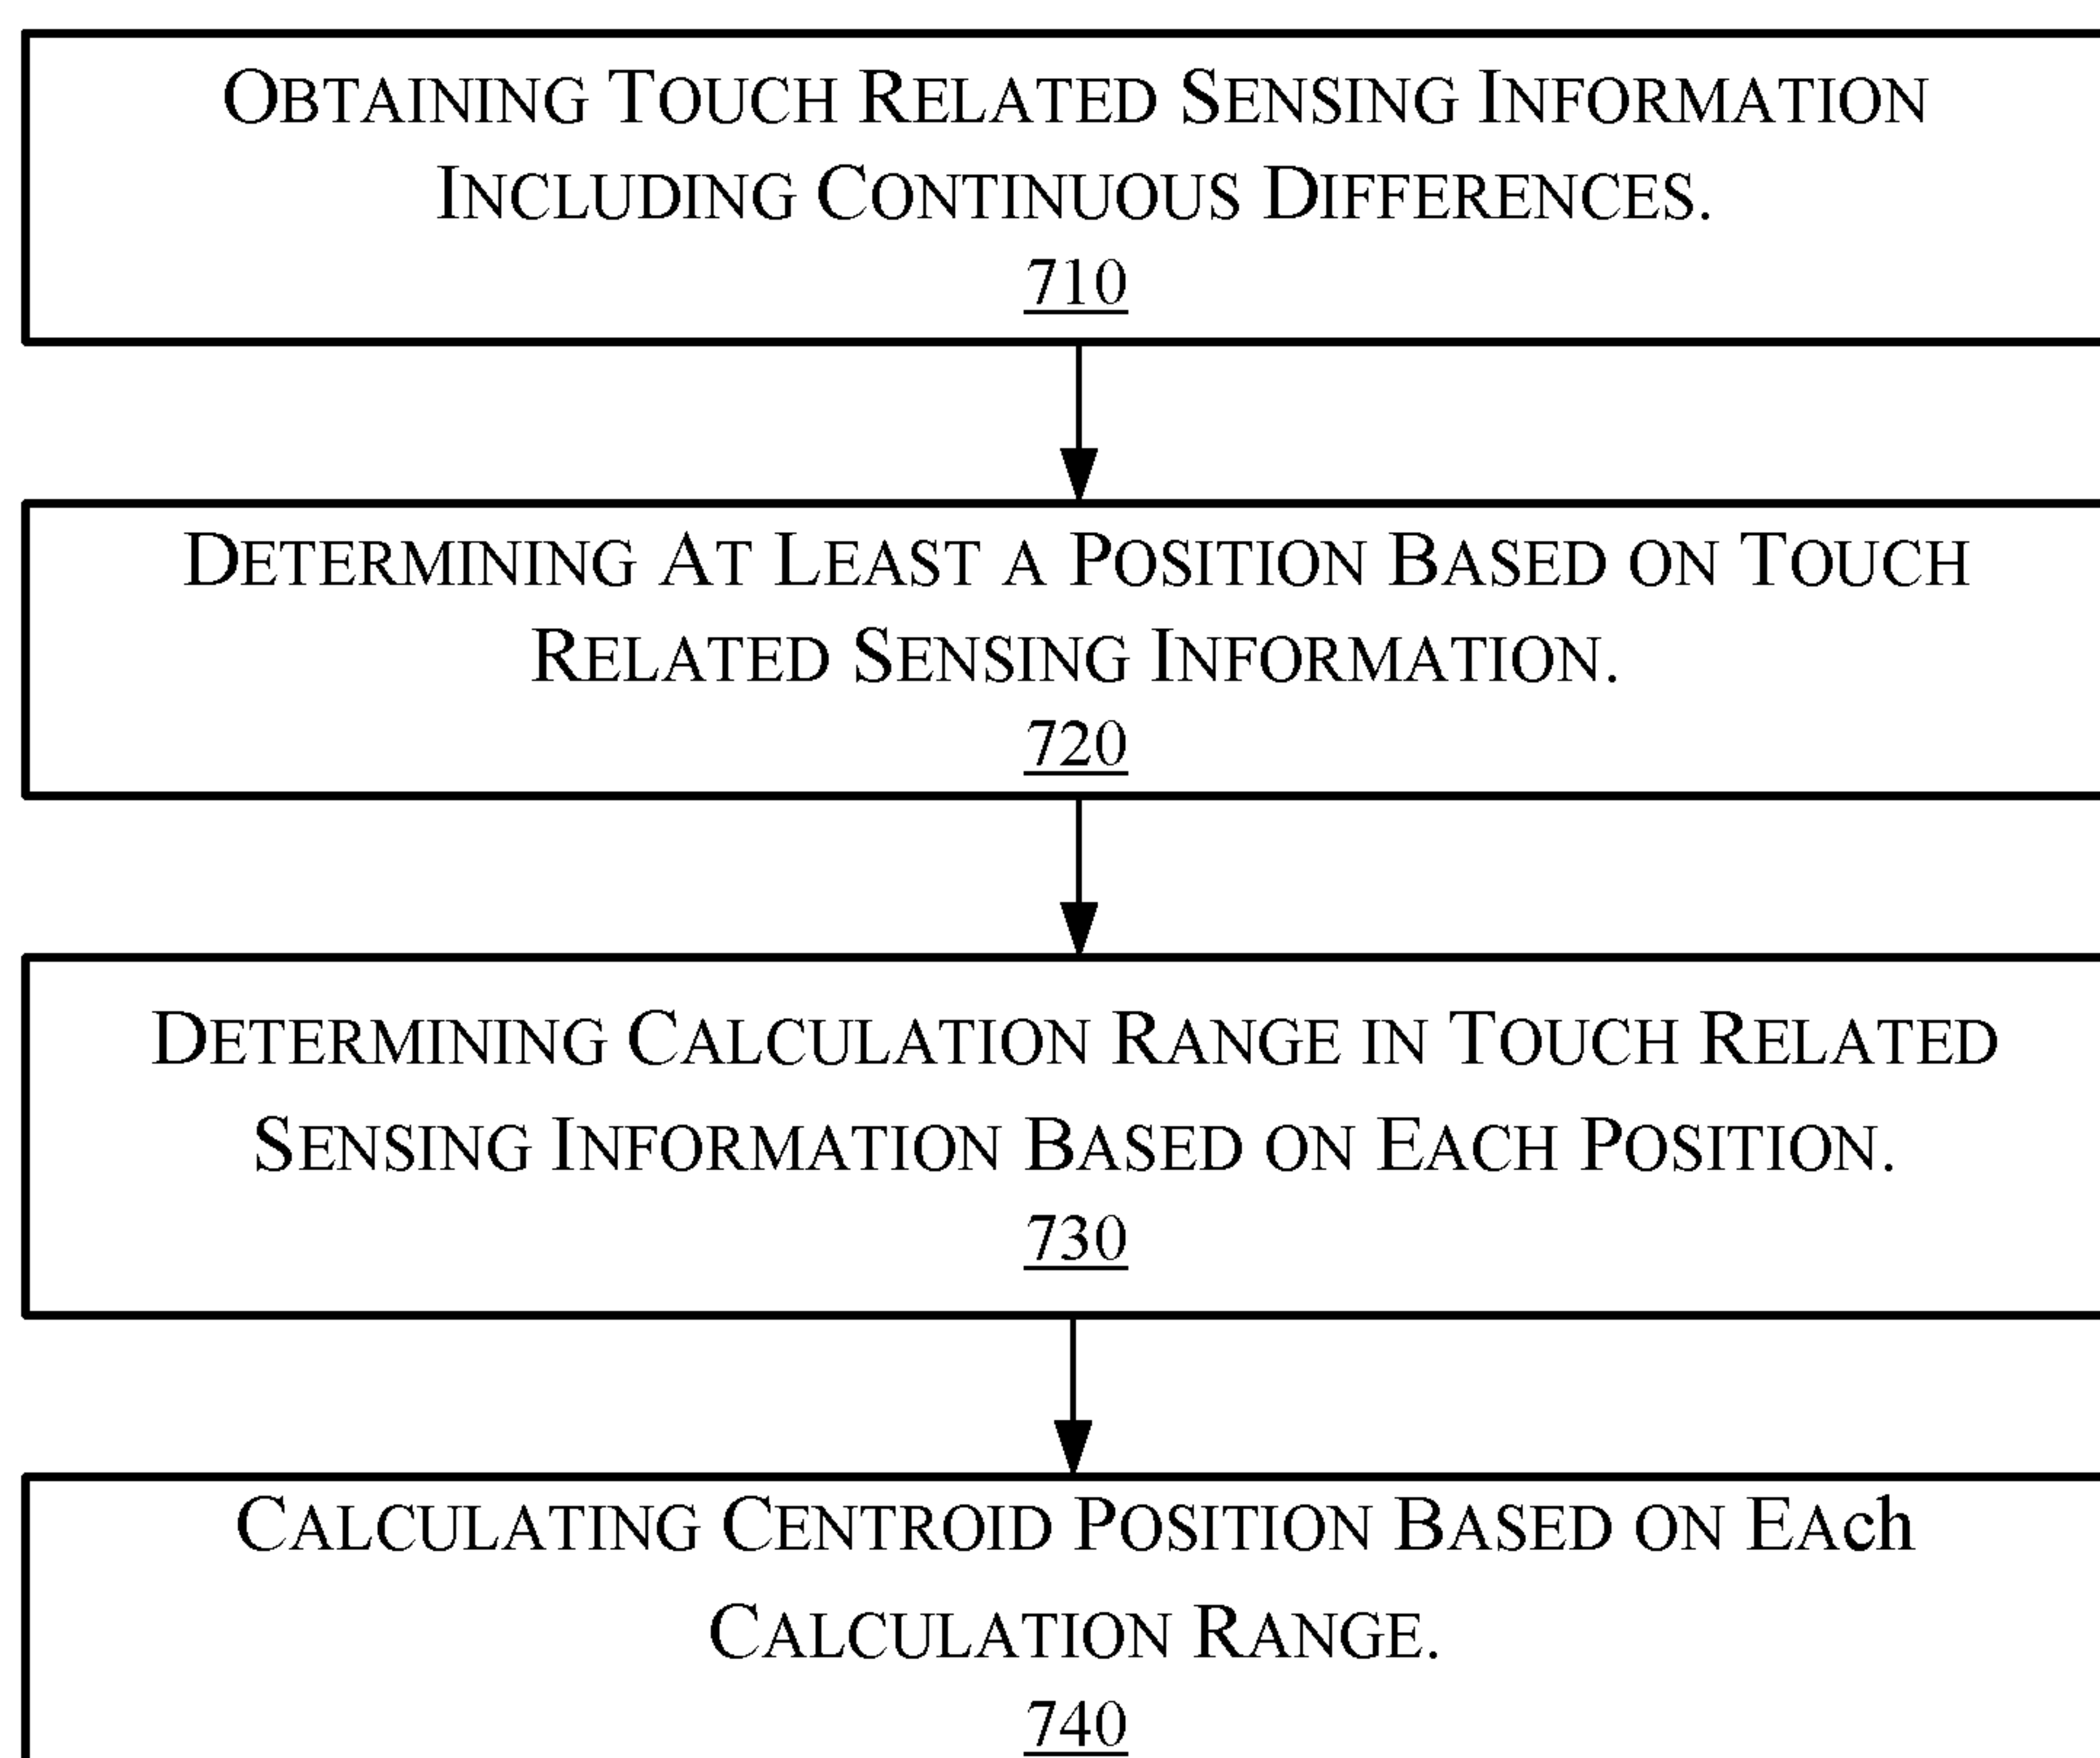 OBTAINING TOUCH RELATED SENSING INFORMATION
INCLUDING CONTINUOUS DIFFERENCES.
710
DETERMINING AT LEAST A POSITION BASED ON TOUCH
RELATED SENSING INFORMATION.
720
DETERMINING CALCULATION RANGE IN TOUCH RELATED
SENSING INFORMATION BASED ON EACH POSITION.
730
CALCULATING CENTROID POSITION BASED ON EAch
CALCULATION RANGE.
740